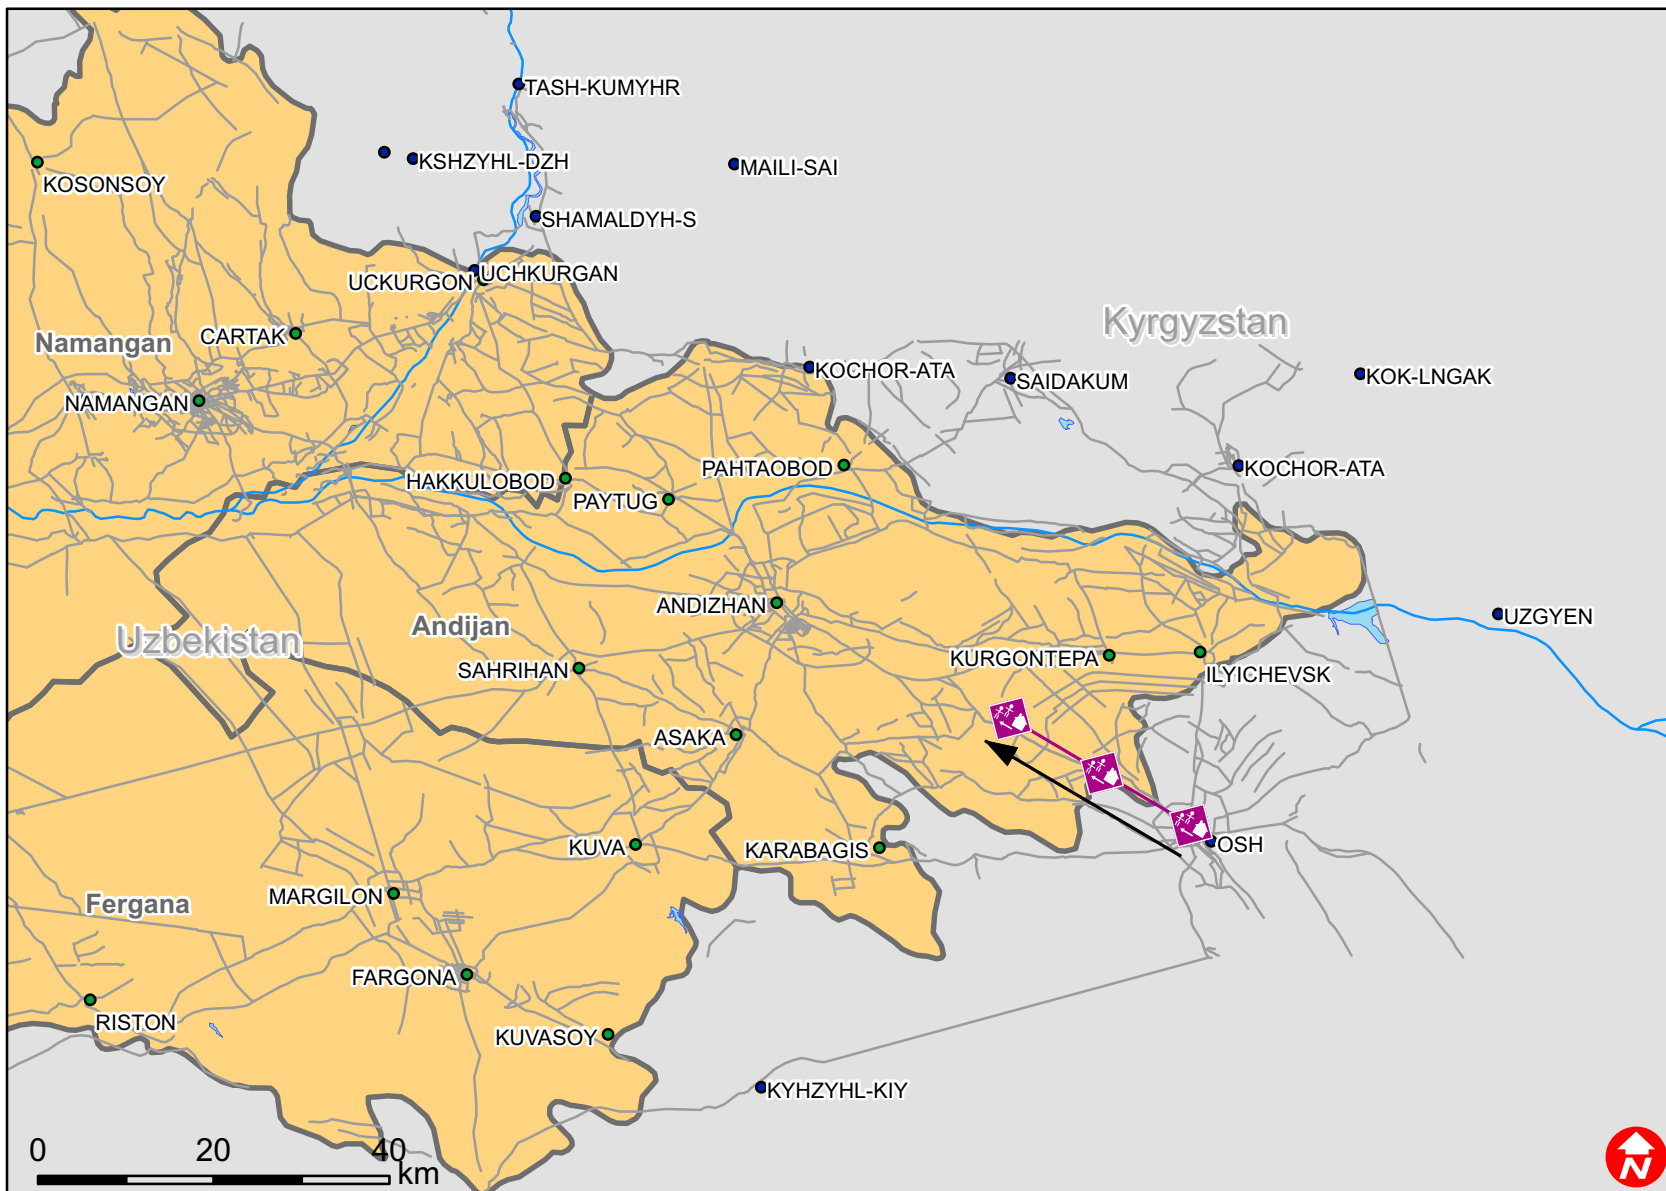 TASH-KUMYHR
KSHZYHL-DZH
MAILI-SAI
KOSONSOY
SHAMALDYH-S
UCHKURGAN
UCKURGON
Kyrgyzstan
CARTAK
Namangan
KOCHOR-ATA
SAIDAKUM
KOK-LNGAK
NAMANGAN
PAHTAOBOD
KOCHOR-ATA
HAKKULOBOD
PAYTUG
ANDIZHAN
UZGYEN
Andijan
Uzbekistan
KURGONTEPA
SAHRIHAN
ILYICHEVSK
ASAKA
KUVA
KARABAGIS
OSH
MARGILON
Fergana
FARGONA
RISTON
KUVASOY
KYHZYHL-KIY
0 20 40
km
N